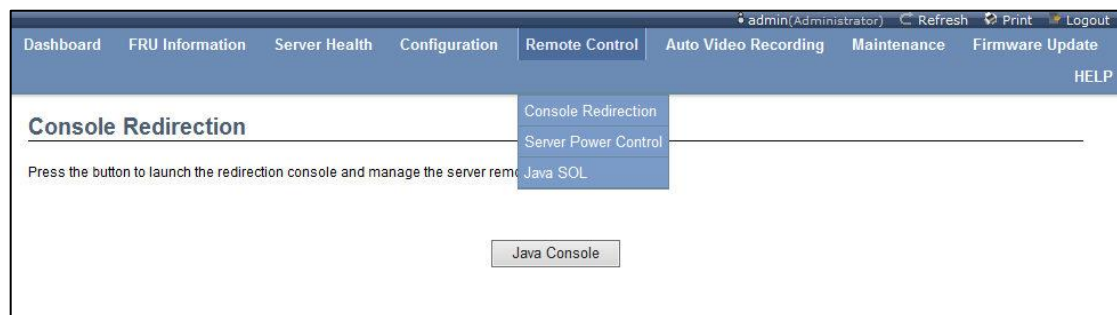 admin(Administrator) Refresh Print Logout
Dashboard FRU Information Server Health Configuration Remote Control Auto Video Recording Maintenance Firmware Update
HELP
Console Redirection
Server Power Control
Java SOL
Console Redirection
Press the button to launch the redirection console and manage the server
Java Console